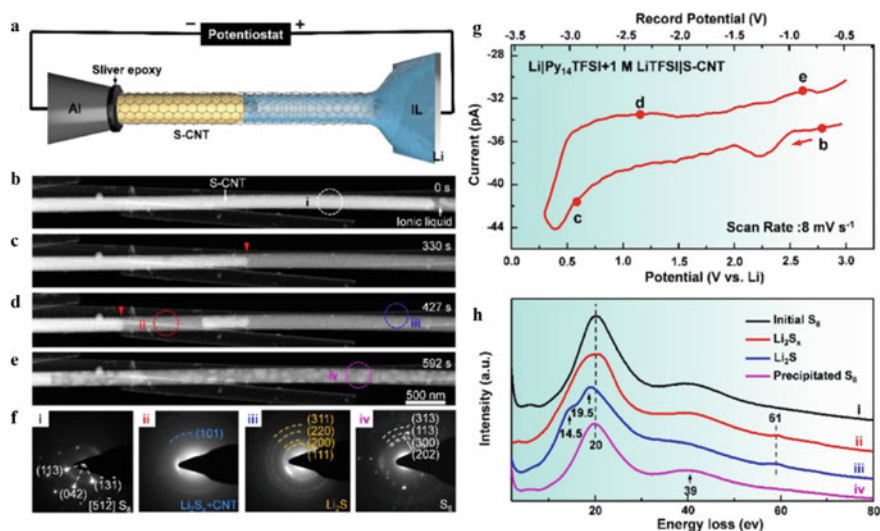 a
− Potentiostat +
Sliver epoxy
Al
S-CNT
IL
Li
b
S-CNT
0 s
i
Ionic liquid
c
330 s
d
427 s
ii
iii
e
592 s
iv
500 nm
f
i
(113)
(042)
[512] S8
ii
(101)
iii
(311)
(220)
(200)
(111)
Li2S
iv
(313)
(113)
(300)
(202)
g
Record Potential (V)
-3.5 -3.0 -2.5 -2.0 -1.5 -1.0 -0.5
Li|Py14TFSI+1 M LiTFSI|S-CNT
e
d
b
c
Scan Rate :8 mV s⁻¹
Current (pA)
-28
-32
-36
-40
-44
0.0 0.5 1.0 1.5 2.0 2.5 3.0
Potential (V vs. Li)
h
Intensity (a.u.)
Initial S8
Li2Sx
Li2S
Precipitated S8
19.5
14.5
20
61
39
i
ii
iii
iv
0 20 40 60 80
Energy loss (ev)